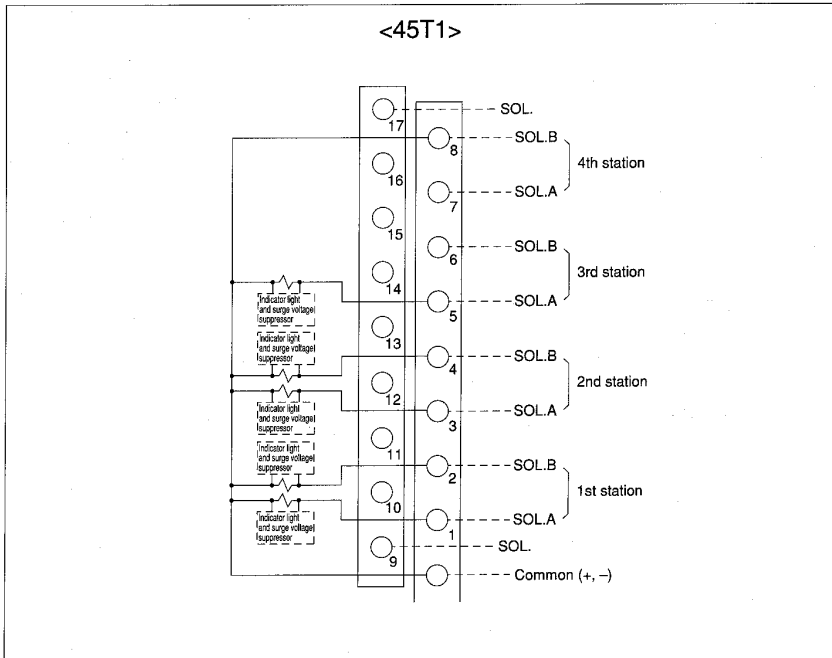 <45T1>
SOL.
17
SOL.B
8
4th station
16
SOL.A
7
15
SOL.B
6
3rd station
14
SOL.A
5
Indicator light
and surge voltage
suppressor
13
Indicator light
and surge voltage
suppressor
SOL.B
4
2nd station
12
SOL.A
3
Indicator light
and surge voltage
suppressor
11
Indicator light
and surge voltage
suppressor
SOL.B
2
1st station
10
SOL.A
1
Indicator light
and surge voltage
suppressor
SOL.
9
Common (+, –)